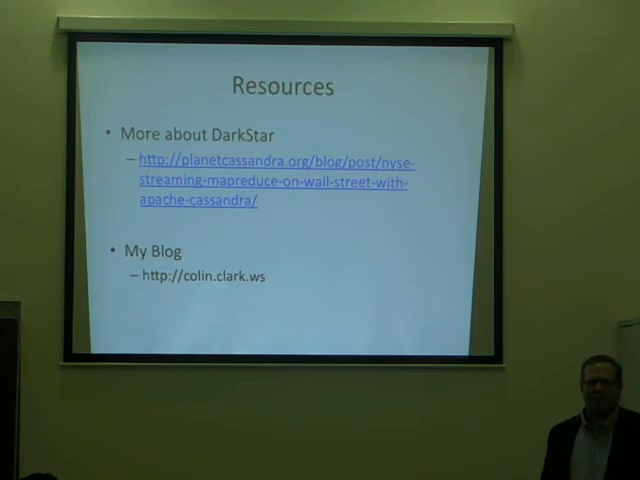 Resources
• More about DarkStar
– http://planetcassandra.org/blog/post/nyse-
streaming-mapreduce-on-wall-street-with-
apache-cassandra/
• My Blog
– http://colin.clark.ws